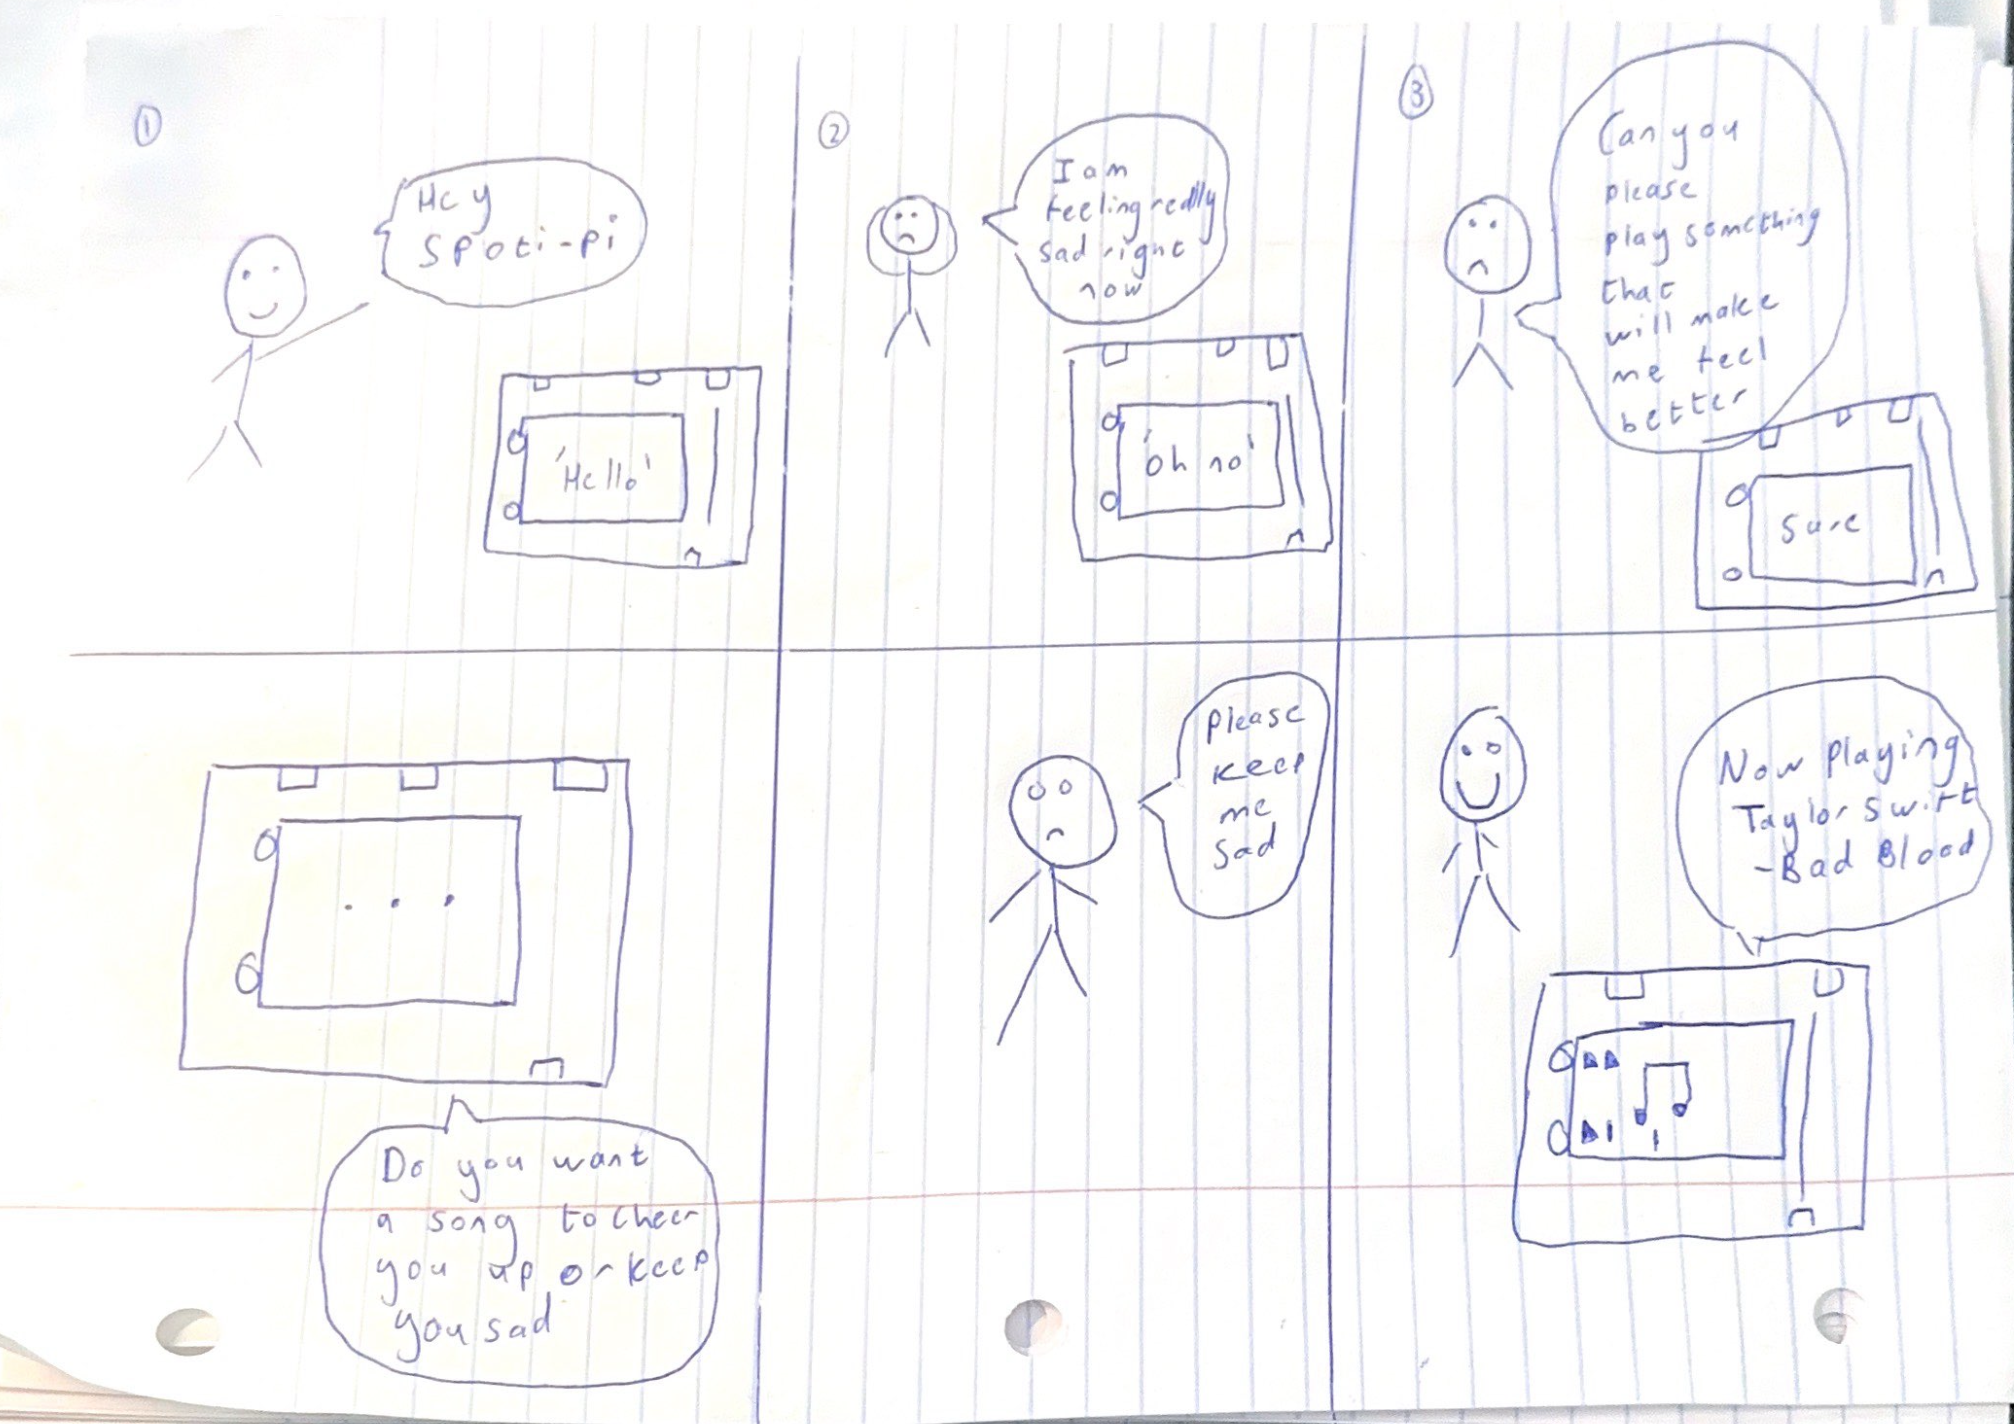 ①
Hey
Spoti-pi
'Hello'
②
I am
feeling really
sad right
now
'oh no'
③
Can you
please
play something
that
will make
me feel
better
Sure
. . .
Do you want
a song to cheer
you up or keep
you sad
please
keep
me
sad
Now Playing
Taylor Swift
-Bad Blood